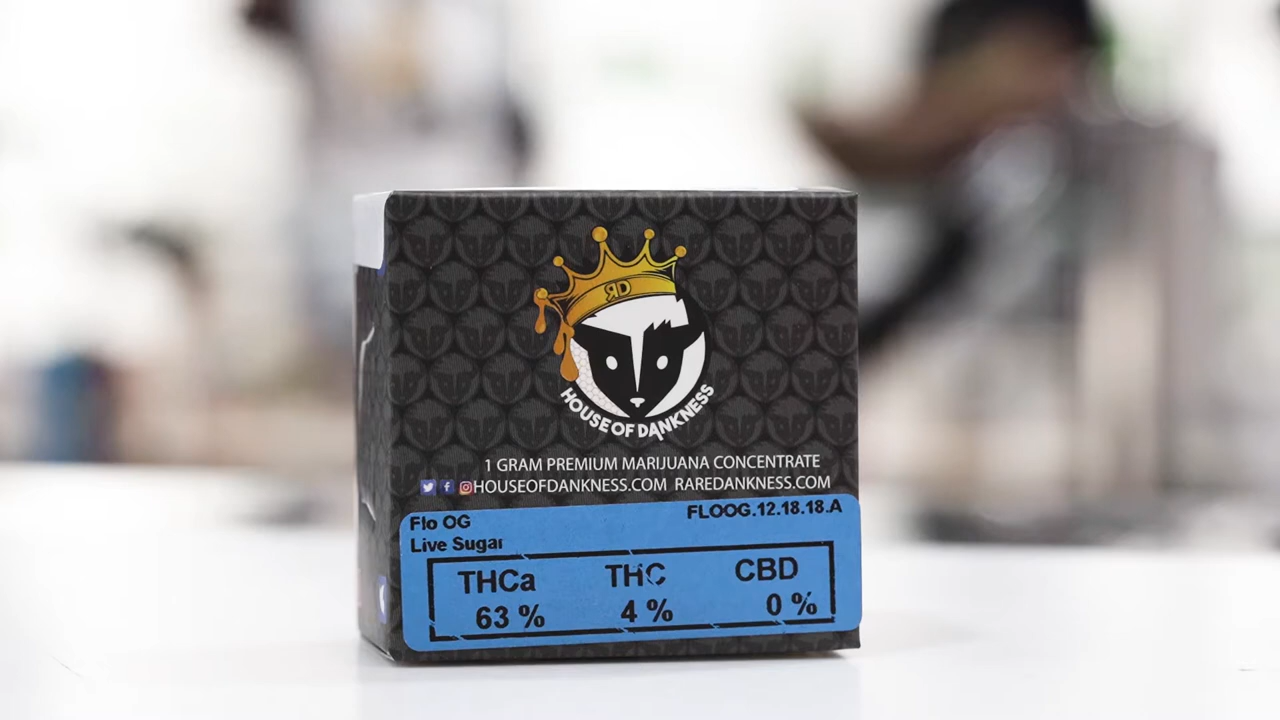 RD
HOUSE OF DANKNESS
1 GRAM PREMIUM MARIJUANA CONCENTRATE
HOUSEOFDANKNESS.COM RAREDANKNESS.COM
Flo OG FLOOG.12.18.18.A
Live Sugar
THCa THC CBD
63 % 4 % 0 %